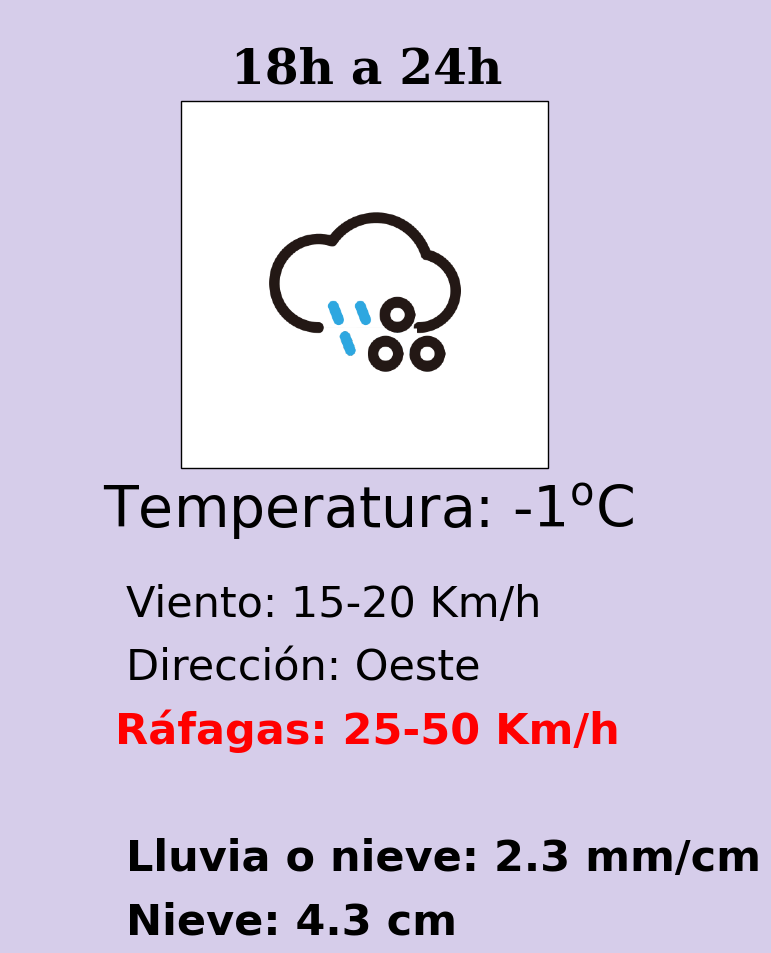 18h a 24h
Temperatura: -1ºC
Viento: 15-20 Km/h
Dirección: Oeste
Ráfagas: 25-50 Km/h
Lluvia o nieve: 2.3 mm/cm
Nieve: 4.3 cm